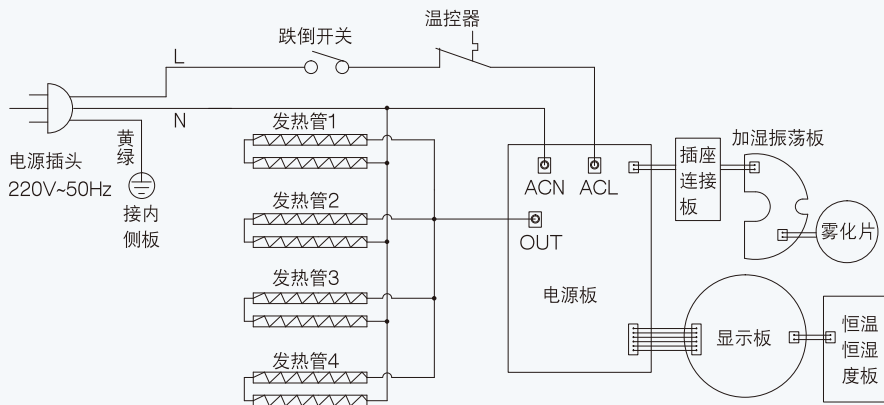 温控器
跌倒开关
L
N
黄
绿
电源插头
220V~50Hz
接内
侧板
发热管1
发热管2
发热管3
发热管4
ACN
ACL
OUT
电源板
插座
连接
板
加湿振荡板
雾化片
显示板
恒温
恒湿
度板